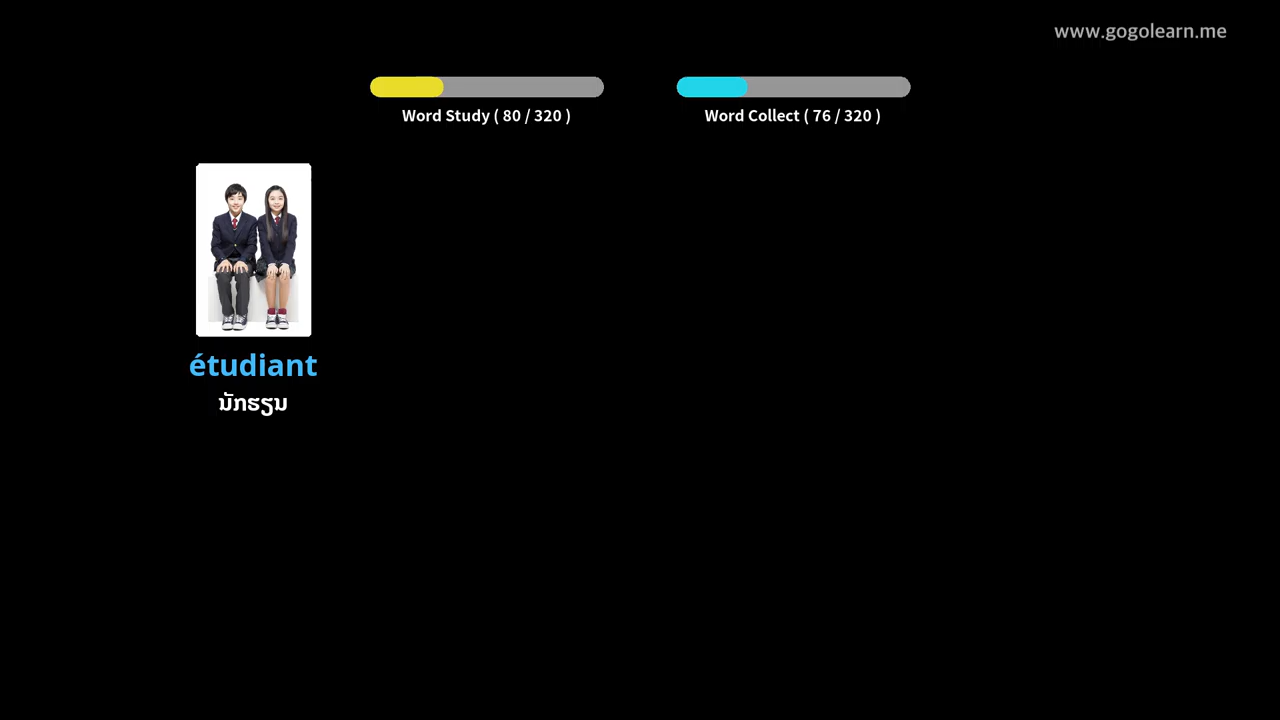 www.gogolearn.me
Word Study ( 80 / 320 )
Word Collect ( 76 / 320 )
étudiant
ນັກຮຽນ